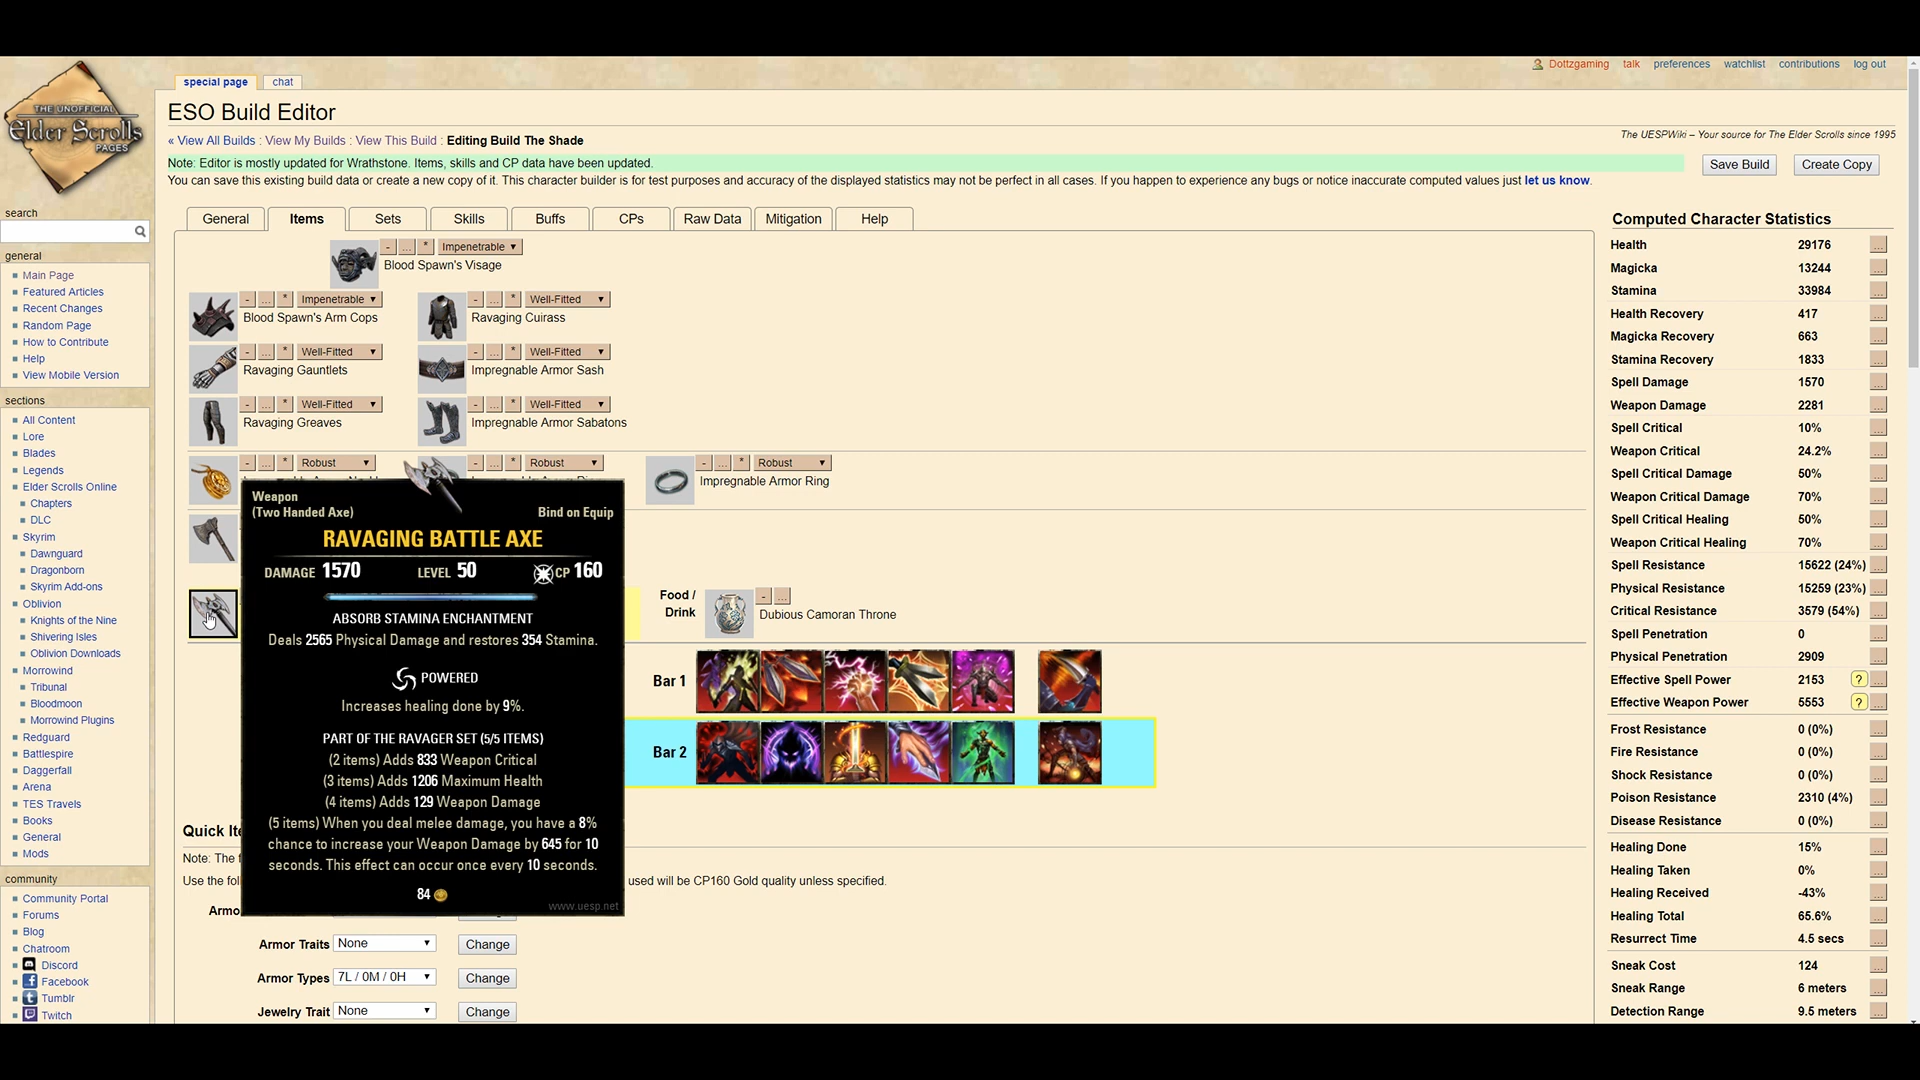 Dottzgaming talk preferences watchlist contributions log out
special page chat
THE UNOFFICIAL
Elder Scrolls
PAGES
ESO Build Editor
« View All Builds : View My Builds : View This Build : Editing Build The Shade
The UESPWiki – Your source for The Elder Scrolls since 1995
Note: Editor is mostly updated for Wrathstone. Items, skills and CP data have been updated.
Save Build Create Copy
You can save this existing build data or create a new copy of it. This character builder is for test purposes and accuracy of the displayed statistics may not be perfect in all cases. If you happen to experience any bugs or notice inaccurate computed values just let us know.
search
general
Main Page
Featured Articles
Recent Changes
Random Page
How to Contribute
Help
View Mobile Version
sections
All Content
Lore
Blades
Legends
Elder Scrolls Online
Chapters
DLC
Skyrim
Dawnguard
Dragonborn
Skyrim Add-ons
Oblivion
Knights of the Nine
Shivering Isles
Oblivion Downloads
Morrowind
Tribunal
Bloodmoon
Morrowind Plugins
Redguard
Battlespire
Daggerfall
Arena
TES Travels
Books
General
Mods
community
Community Portal
Forums
Blog
Chatroom
Discord
Facebook
Tumblr
Twitch
General Items Sets Skills Buffs CPs Raw Data Mitigation Help
- ... * Impenetrable
Blood Spawn's Visage
- ... * Impenetrable - ... * Well-Fitted
Blood Spawn's Arm Cops Ravaging Cuirass
- ... * Well-Fitted - ... * Well-Fitted
Ravaging Gauntlets Impregnable Armor Sash
- ... * Well-Fitted - ... * Well-Fitted
Ravaging Greaves Impregnable Armor Sabatons
- ... * Robust - ... * Robust - ... * Robust
Impregnable Armor Ring
Weapon
(Two Handed Axe) Bind on Equip
RAVAGING BATTLE AXE
DAMAGE 1570 LEVEL 50 CP 160
ABSORB STAMINA ENCHANTMENT
Deals 2565 Physical Damage and restores 354 Stamina.
POWERED
Increases healing done by 9%.
PART OF THE RAVAGER SET (5/5 ITEMS)
(2 items) Adds 833 Weapon Critical
(3 items) Adds 1206 Maximum Health
(4 items) Adds 129 Weapon Damage
(5 items) When you deal melee damage, you have a 8%
chance to increase your Weapon Damage by 645 for 10
seconds. This effect can occur once every 10 seconds.
84
www.uesp.net
Food /
Drink
- ...
Dubious Camoran Throne
Bar 1
Bar 2
Quick Ite
Note: The f
Use the foll used will be CP160 Gold quality unless specified.
Armo
Armor Traits None Change
Armor Types 7L / 0M / 0H Change
Jewelry Trait None Change
Computed Character Statistics
Health 29176 ...
Magicka 13244 ...
Stamina 33984 ...
Health Recovery 417 ...
Magicka Recovery 663 ...
Stamina Recovery 1833 ...
Spell Damage 1570 ...
Weapon Damage 2281 ...
Spell Critical 10% ...
Weapon Critical 24.2% ...
Spell Critical Damage 50% ...
Weapon Critical Damage 70% ...
Spell Critical Healing 50% ...
Weapon Critical Healing 70% ...
Spell Resistance 15622 (24%) ...
Physical Resistance 15259 (23%) ...
Critical Resistance 3579 (54%) ...
Spell Penetration 0 ...
Physical Penetration 2909 ...
Effective Spell Power 2153 ? ...
Effective Weapon Power 5553 ? ...
Frost Resistance 0 (0%) ...
Fire Resistance 0 (0%) ...
Shock Resistance 0 (0%) ...
Poison Resistance 2310 (4%) ...
Disease Resistance 0 (0%) ...
Healing Done 15% ...
Healing Taken 0% ...
Healing Received -43% ...
Healing Total 65.6% ...
Resurrect Time 4.5 secs ...
Sneak Cost 124 ...
Sneak Range 6 meters ...
Detection Range 9.5 meters ...